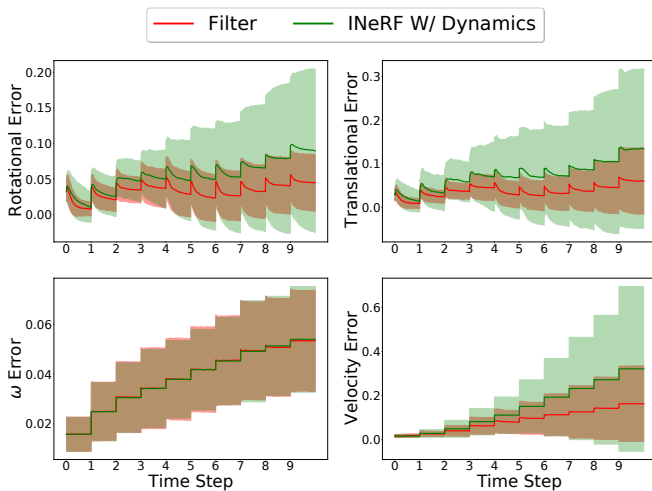 Filter INeRF W/ Dynamics
Rotational Error
0.20
0.15
0.10
0.05
0.00
0 1 2 3 4 5 6 7 8 9
Translational Error
0.3
0.2
0.1
0.0
0 1 2 3 4 5 6 7 8 9
ω Error
0.06
0.04
0.02
0 1 2 3 4 5 6 7 8 9
Time Step
Velocity Error
0.6
0.4
0.2
0.0
0 1 2 3 4 5 6 7 8 9
Time Step